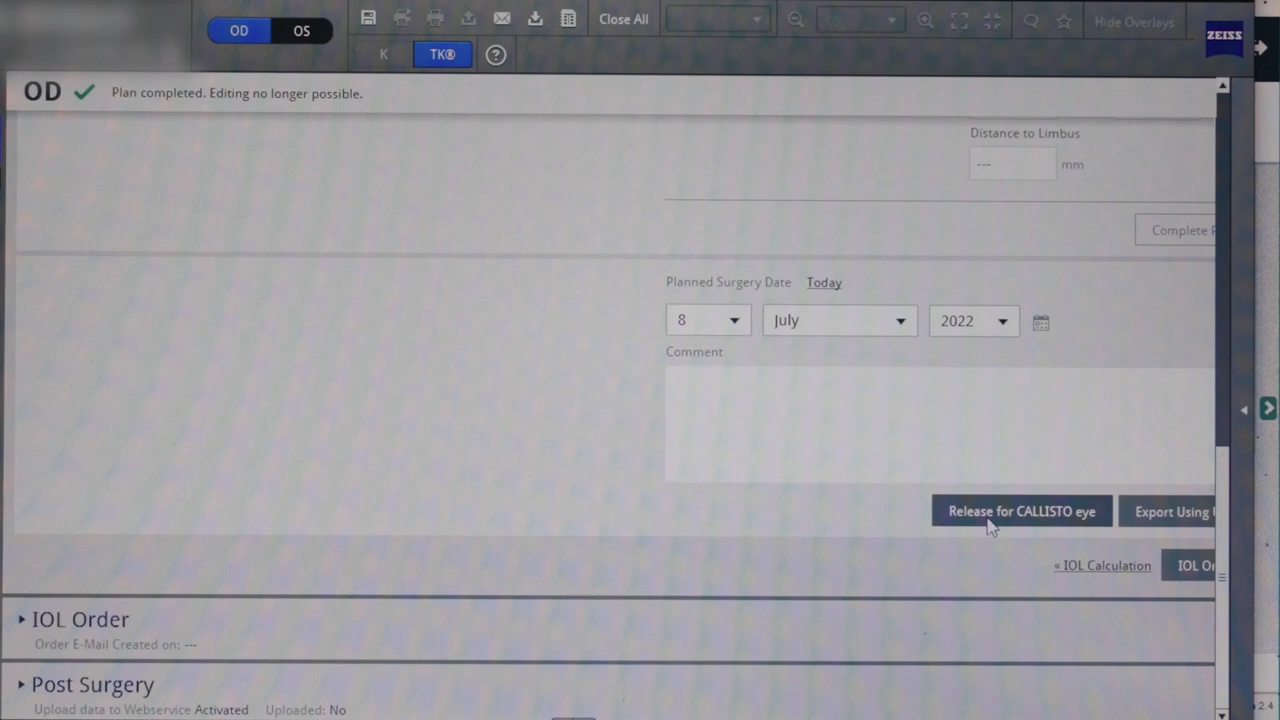 OD OS
Close All
Hide Overlays
ZEISS
K TK®
?
OD Plan completed. Editing no longer possible.
Distance to Limbus
--- mm
Complete
Planned Surgery Date Today
8 July 2022
Comment
Release for CALLISTO eye Export Using
« IOL Calculation IOL
IOL Order
Order E-Mail Created on: ---
Post Surgery
Upload data to Webservice Activated Uploaded: No
2.4